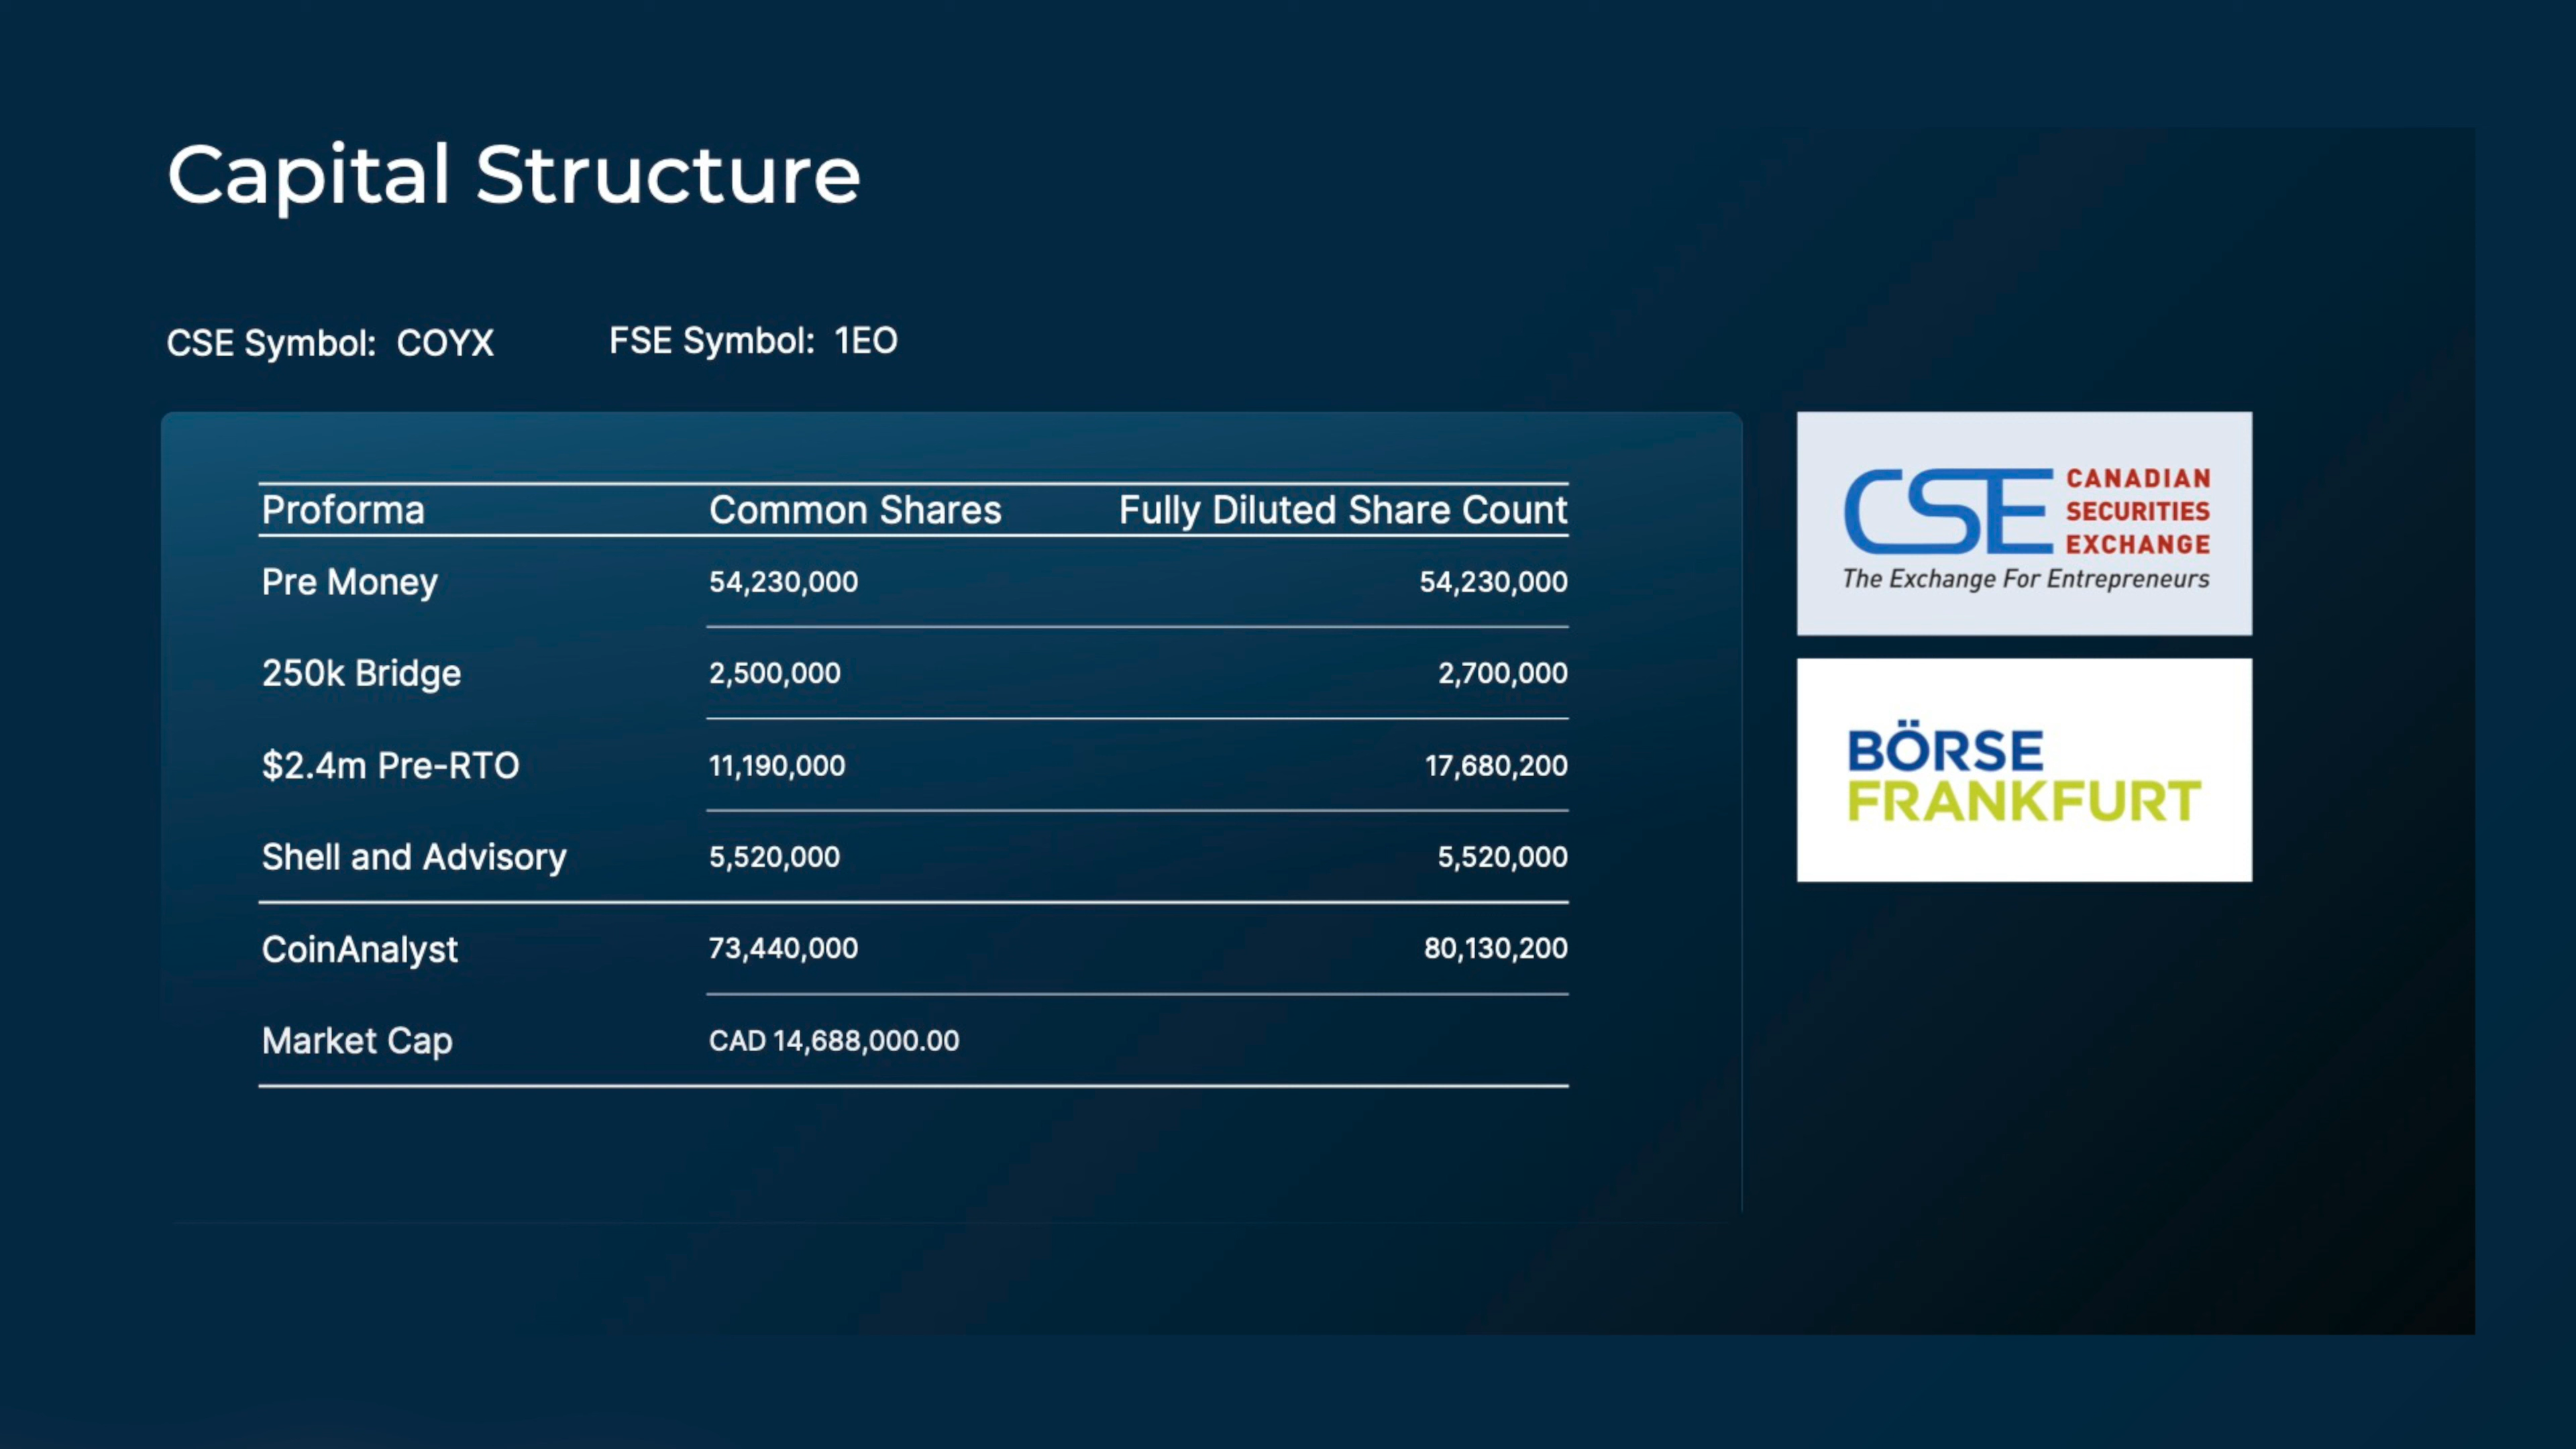 Capital Structure
CSE Symbol: COYX FSE Symbol: 1EO
Proforma Common Shares Fully Diluted Share Count
Pre Money 54,230,000 54,230,000
250k Bridge 2,500,000 2,700,000
$2.4m Pre-RTO 11,190,000 17,680,200
Shell and Advisory 5,520,000 5,520,000
CoinAnalyst 73,440,000 80,130,200
Market Cap CAD 14,688,000.00
CSE CANADIAN
SECURITIES
EXCHANGE
The Exchange For Entrepreneurs
BÖRSE
FRANKFURT